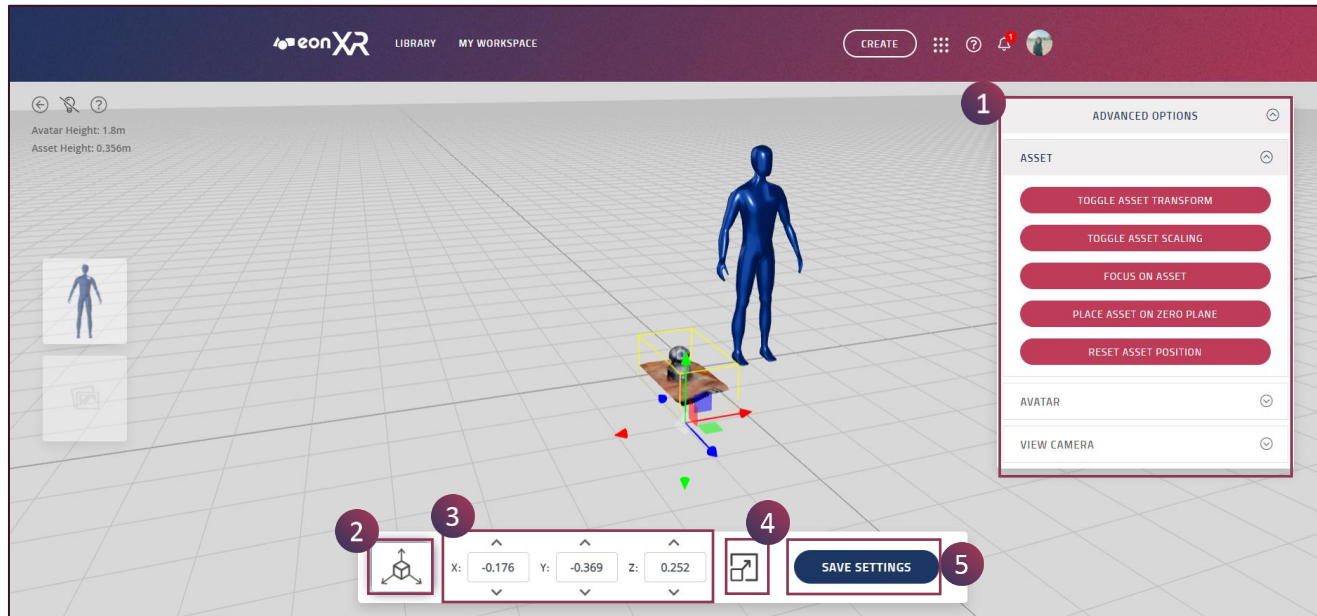 eonXR
LIBRARY
MY WORKSPACE
CREATE
1
Avatar Height: 1.8m
Asset Height: 0.356m
1
ADVANCED OPTIONS
ASSET
TOGGLE ASSET TRANSFORM
TOGGLE ASSET SCALING
FOCUS ON ASSET
PLACE ASSET ON ZERO PLANE
RESET ASSET POSITION
AVATAR
VIEW CAMERA
2
3
X: -0.176 Y: -0.369 Z: 0.252
4
SAVE SETTINGS
5